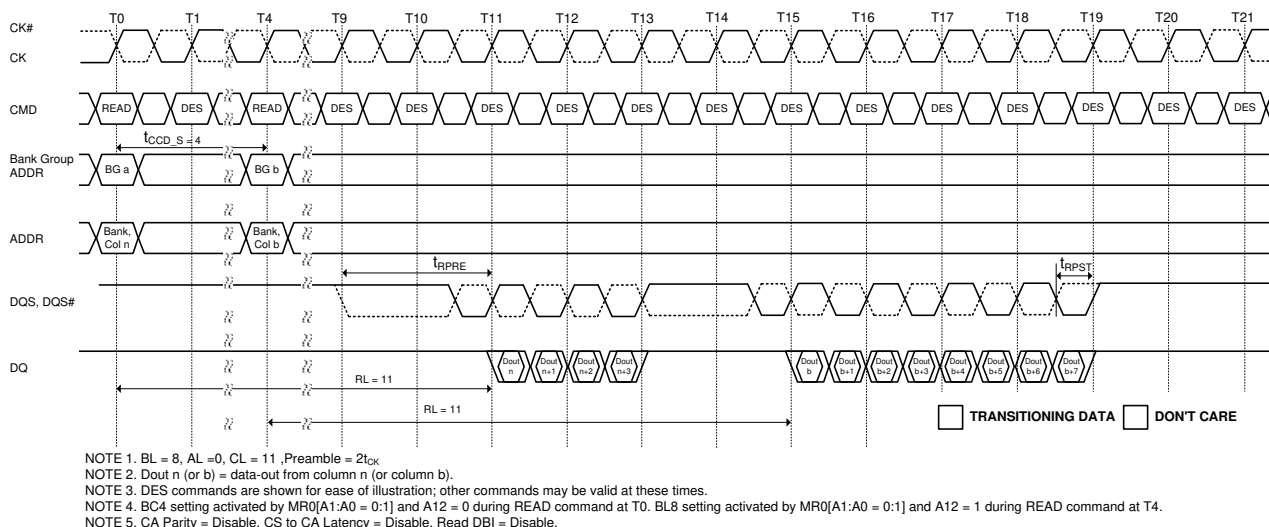 T0 T1 T4 T9 T10 T11 T12 T13 T14 T15 T16 T17 T18 T19 T20 T21
CK#
CK
CMD READ DES READ DES DES DES DES DES DES DES DES DES DES DES DES DES
tCCD_S = 4
Bank Group
ADDR
BG a BG b
ADDR
Bank,
Col n
Bank,
Col b
tRPRE
tRPST
DQS, DQS#
DQ
Dout
n
Dout
n+1
Dout
n+2
Dout
n+3
Dout
b
Dout
b+1
Dout
b+2
Dout
b+3
Dout
b+4
Dout
b+5
Dout
b+6
Dout
b+7
RL = 11
RL = 11
TRANSITIONING DATA DON'T CARE
NOTE 1. BL = 8, AL =0, CL = 11 ,Preamble = 2tCK
NOTE 2. Dout n (or b) = data-out from column n (or column b).
NOTE 3. DES commands are shown for ease of illustration; other commands may be valid at these times.
NOTE 4. BC4 setting activated by MR0[A1:A0 = 0:1] and A12 = 0 during READ command at T0. BL8 setting activated by MR0[A1:A0 = 0:1] and A12 = 1 during READ command at T4.
NOTE 5. CA Parity = Disable, CS to CA Latency = Disable, Read DBI = Disable.